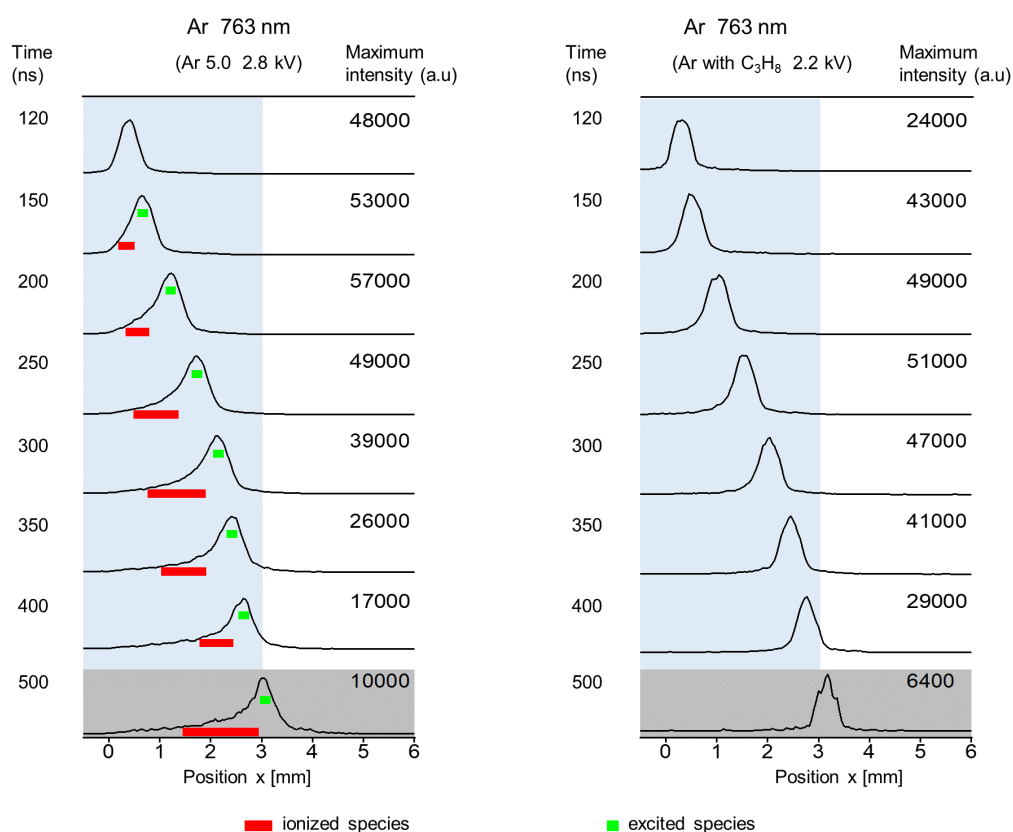 Ar 763 nm
(Ar 5.0 2.8 kV)
Time
(ns)
Maximum
intensity (a.u)
120
48000
150
53000
200
57000
250
49000
300
39000
350
26000
400
17000
500
10000
0 1 2 3 4 5 6
Position x [mm]
Ar 763 nm
(Ar with C₃H₈ 2.2 kV)
Time
(ns)
Maximum
intensity (a.u)
120
24000
150
43000
200
49000
250
51000
300
47000
350
41000
400
29000
500
6400
0 1 2 3 4 5 6
Position x [mm]
ionized species
excited species